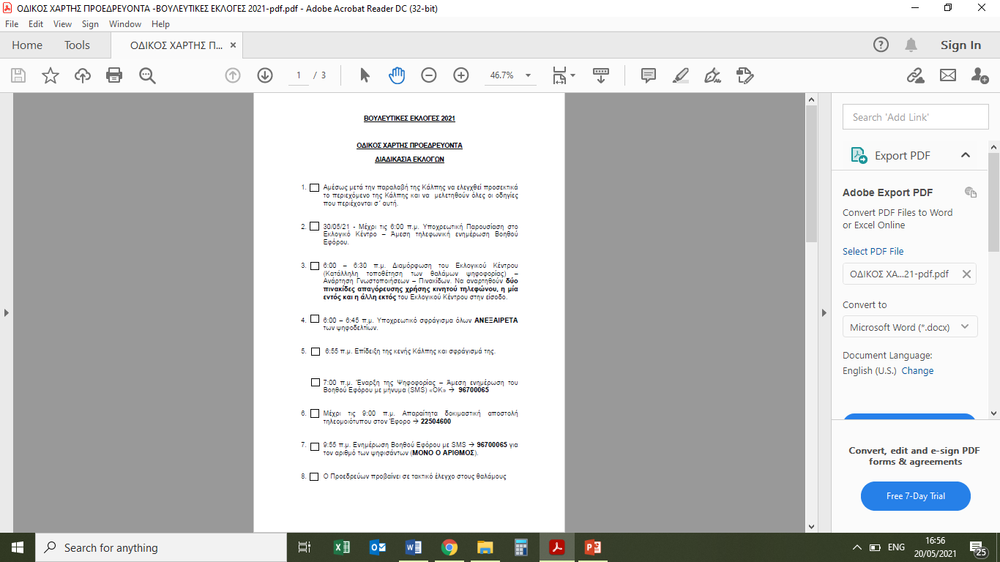 ΟΔΙΚΟΣ ΧΑΡΤΗΣ ΠΡΟΕΔΡΕΥΟΝΤΑ -ΒΟΥΛΕΥΤΙΚΕΣ ΕΚΛΟΓΕΣ 2021-pdf.pdf - Adobe Acrobat Reader DC (32-bit)
File Edit View Sign Window Help
Home Tools ΟΔΙΚΟΣ ΧΑΡΤΗΣ Π... × Sign In
1 / 3 46.7%
ΒΟΥΛΕΥΤΙΚΕΣ ΕΚΛΟΓΕΣ 2021
ΟΔΙΚΟΣ ΧΑΡΤΗΣ ΠΡΟΕΔΡΕΥΟΝΤΑ
ΔΙΑΔΙΚΑΣΙΑ ΕΚΛΟΓΩΝ
1. Αμέσως μετά την παραλαβή της Κάλπης να ελεγχθεί προσεκτικά
το περιεχόμενο της Κάλπης και να μελετηθούν όλες οι οδηγίες
που περιέχονται σ΄ αυτή.
2. 30/05/21 - Μέχρι τις 6:00 π.μ. Υποχρεωτική Παρουσίαση στο
Εκλογικό Κέντρο – Άμεση τηλεφωνική ενημέρωση Βοηθού
Εφόρου.
3. 6:00 – 6:30 π.μ. Διαμόρφωση του Εκλογικού Κέντρου
(Κατάλληλη τοποθέτηση των θαλάμων ψηφοφορίας) –
Ανάρτηση Γνωστοποιήσεων – Πινακίδων. Να αναρτηθούν δύο
πινακίδες απαγόρευσης χρήσης κινητού τηλεφώνου, η μία
εντός και η άλλη εκτός του Εκλογικού Κέντρου στην είσοδο.
4. 6:00 – 6:45 π.μ. Υποχρεωτικό σφράγισμα όλων ΑΝΕΞΑΙΡΕΤΑ
των ψηφοδελτίων.
5. 6:55 π.μ. Επίδειξη της κενής Κάλπης και σφράγισμά της.
7:00 π.μ. Έναρξη της Ψηφοφορίας – Άμεση ενημέρωση του
Βοηθού Εφόρου με μήνυμα (SMS) «ΟΚ» → 96700065
6. Μέχρι τις 9:00 π.μ. Απαραίτητα δοκιμαστική αποστολή
τηλεομοιότυπου στον Έφορο → 22504600
7. 9:55 π.μ. Ενημέρωση Βοηθού Εφόρου με SMS → 96700065 για
τον αριθμό των ψηφισάντων (ΜΟΝΟ Ο ΑΡΙΘΜΟΣ).
8. Ο Προεδρεύων προβαίνει σε τακτικό έλεγχο στους θαλάμους
Search 'Add Link'
Export PDF
Adobe Export PDF
Convert PDF Files to Word
or Excel Online
Select PDF File
ΟΔΙΚΟΣ ΧΑ...21-pdf.pdf
Convert to
Microsoft Word (*.docx)
Document Language:
English (U.S.) Change
Convert, edit and e-sign PDF
forms & agreements
Free 7-Day Trial
Search for anything
ENG
16:56
20/05/2021
25